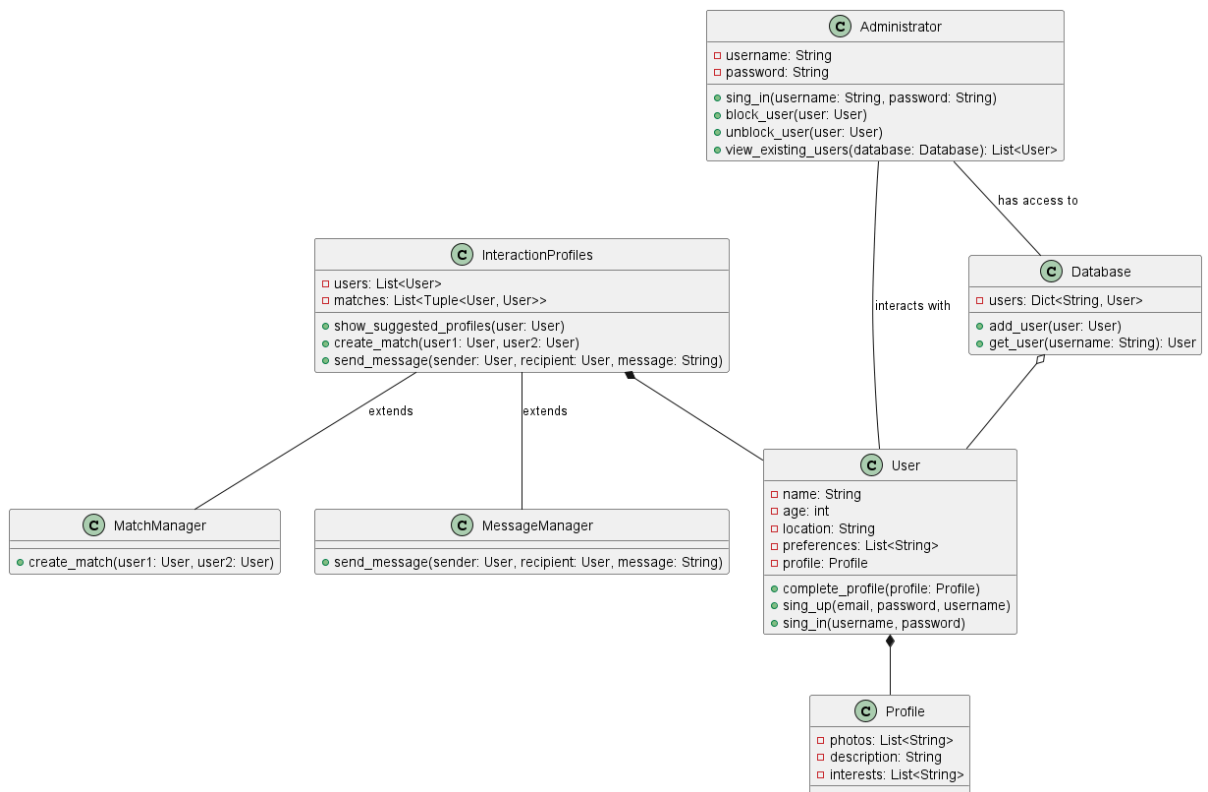 C Administrator
username: String
password: String
sing_in(username: String, password: String)
block_user(user: User)
unblock_user(user: User)
view_existing_users(database: Database): List<User>
has access to
interacts with
C InteractionProfiles
users: List<User>
matches: List<Tuple<User, User>>
show_suggested_profiles(user: User)
create_match(user1: User, user2: User)
send_message(sender: User, recipient: User, message: String)
C Database
users: Dict<String, User>
add_user(user: User)
get_user(username: String): User
extends
extends
C MatchManager
create_match(user1: User, user2: User)
C MessageManager
send_message(sender: User, recipient: User, message: String)
C User
name: String
age: int
location: String
preferences: List<String>
profile: Profile
complete_profile(profile: Profile)
sing_up(email, password, username)
sing_in(username, password)
C Profile
photos: List<String>
description: String
interests: List<String>